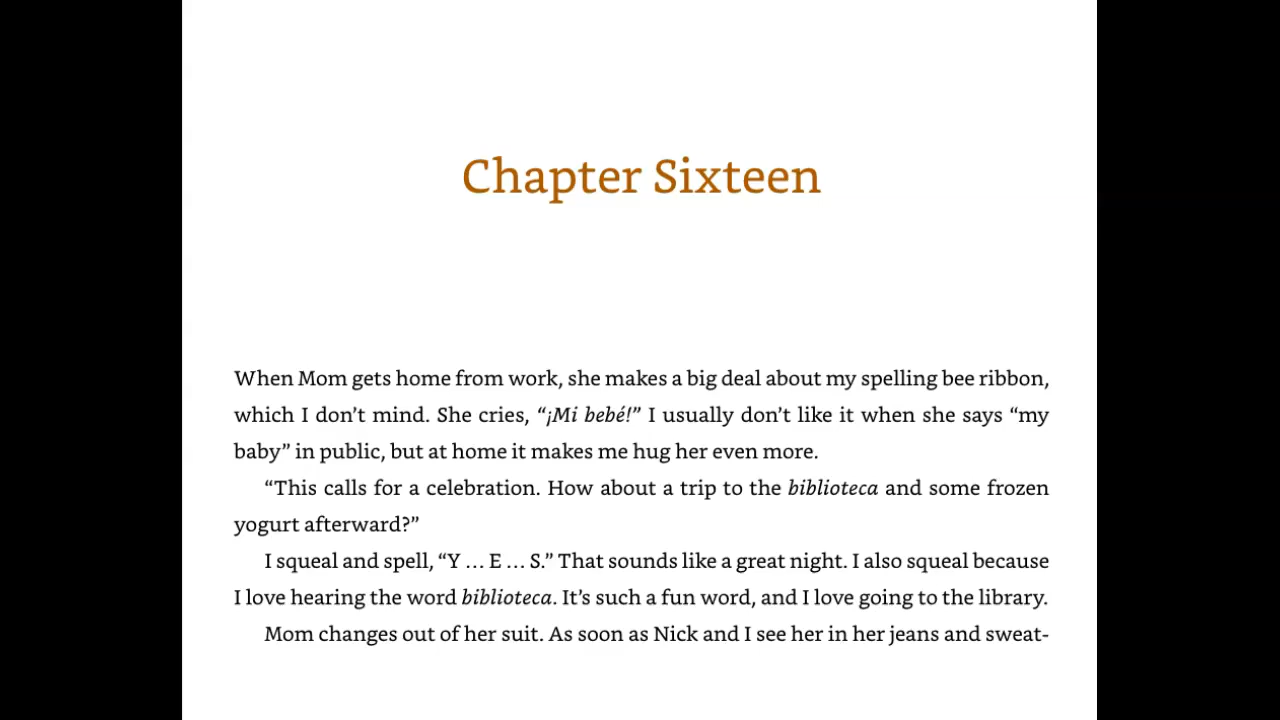 Chapter Sixteen
When Mom gets home from work, she makes a big deal about my spelling bee ribbon,
which I don’t mind. She cries, “¡Mi bebé!” I usually don’t like it when she says “my
baby” in public, but at home it makes me hug her even more.
“This calls for a celebration. How about a trip to the biblioteca and some frozen
yogurt afterward?”
I squeal and spell, “Y … E … S.” That sounds like a great night. I also squeal because
I love hearing the word biblioteca. It’s such a fun word, and I love going to the library.
Mom changes out of her suit. As soon as Nick and I see her in her jeans and sweat-